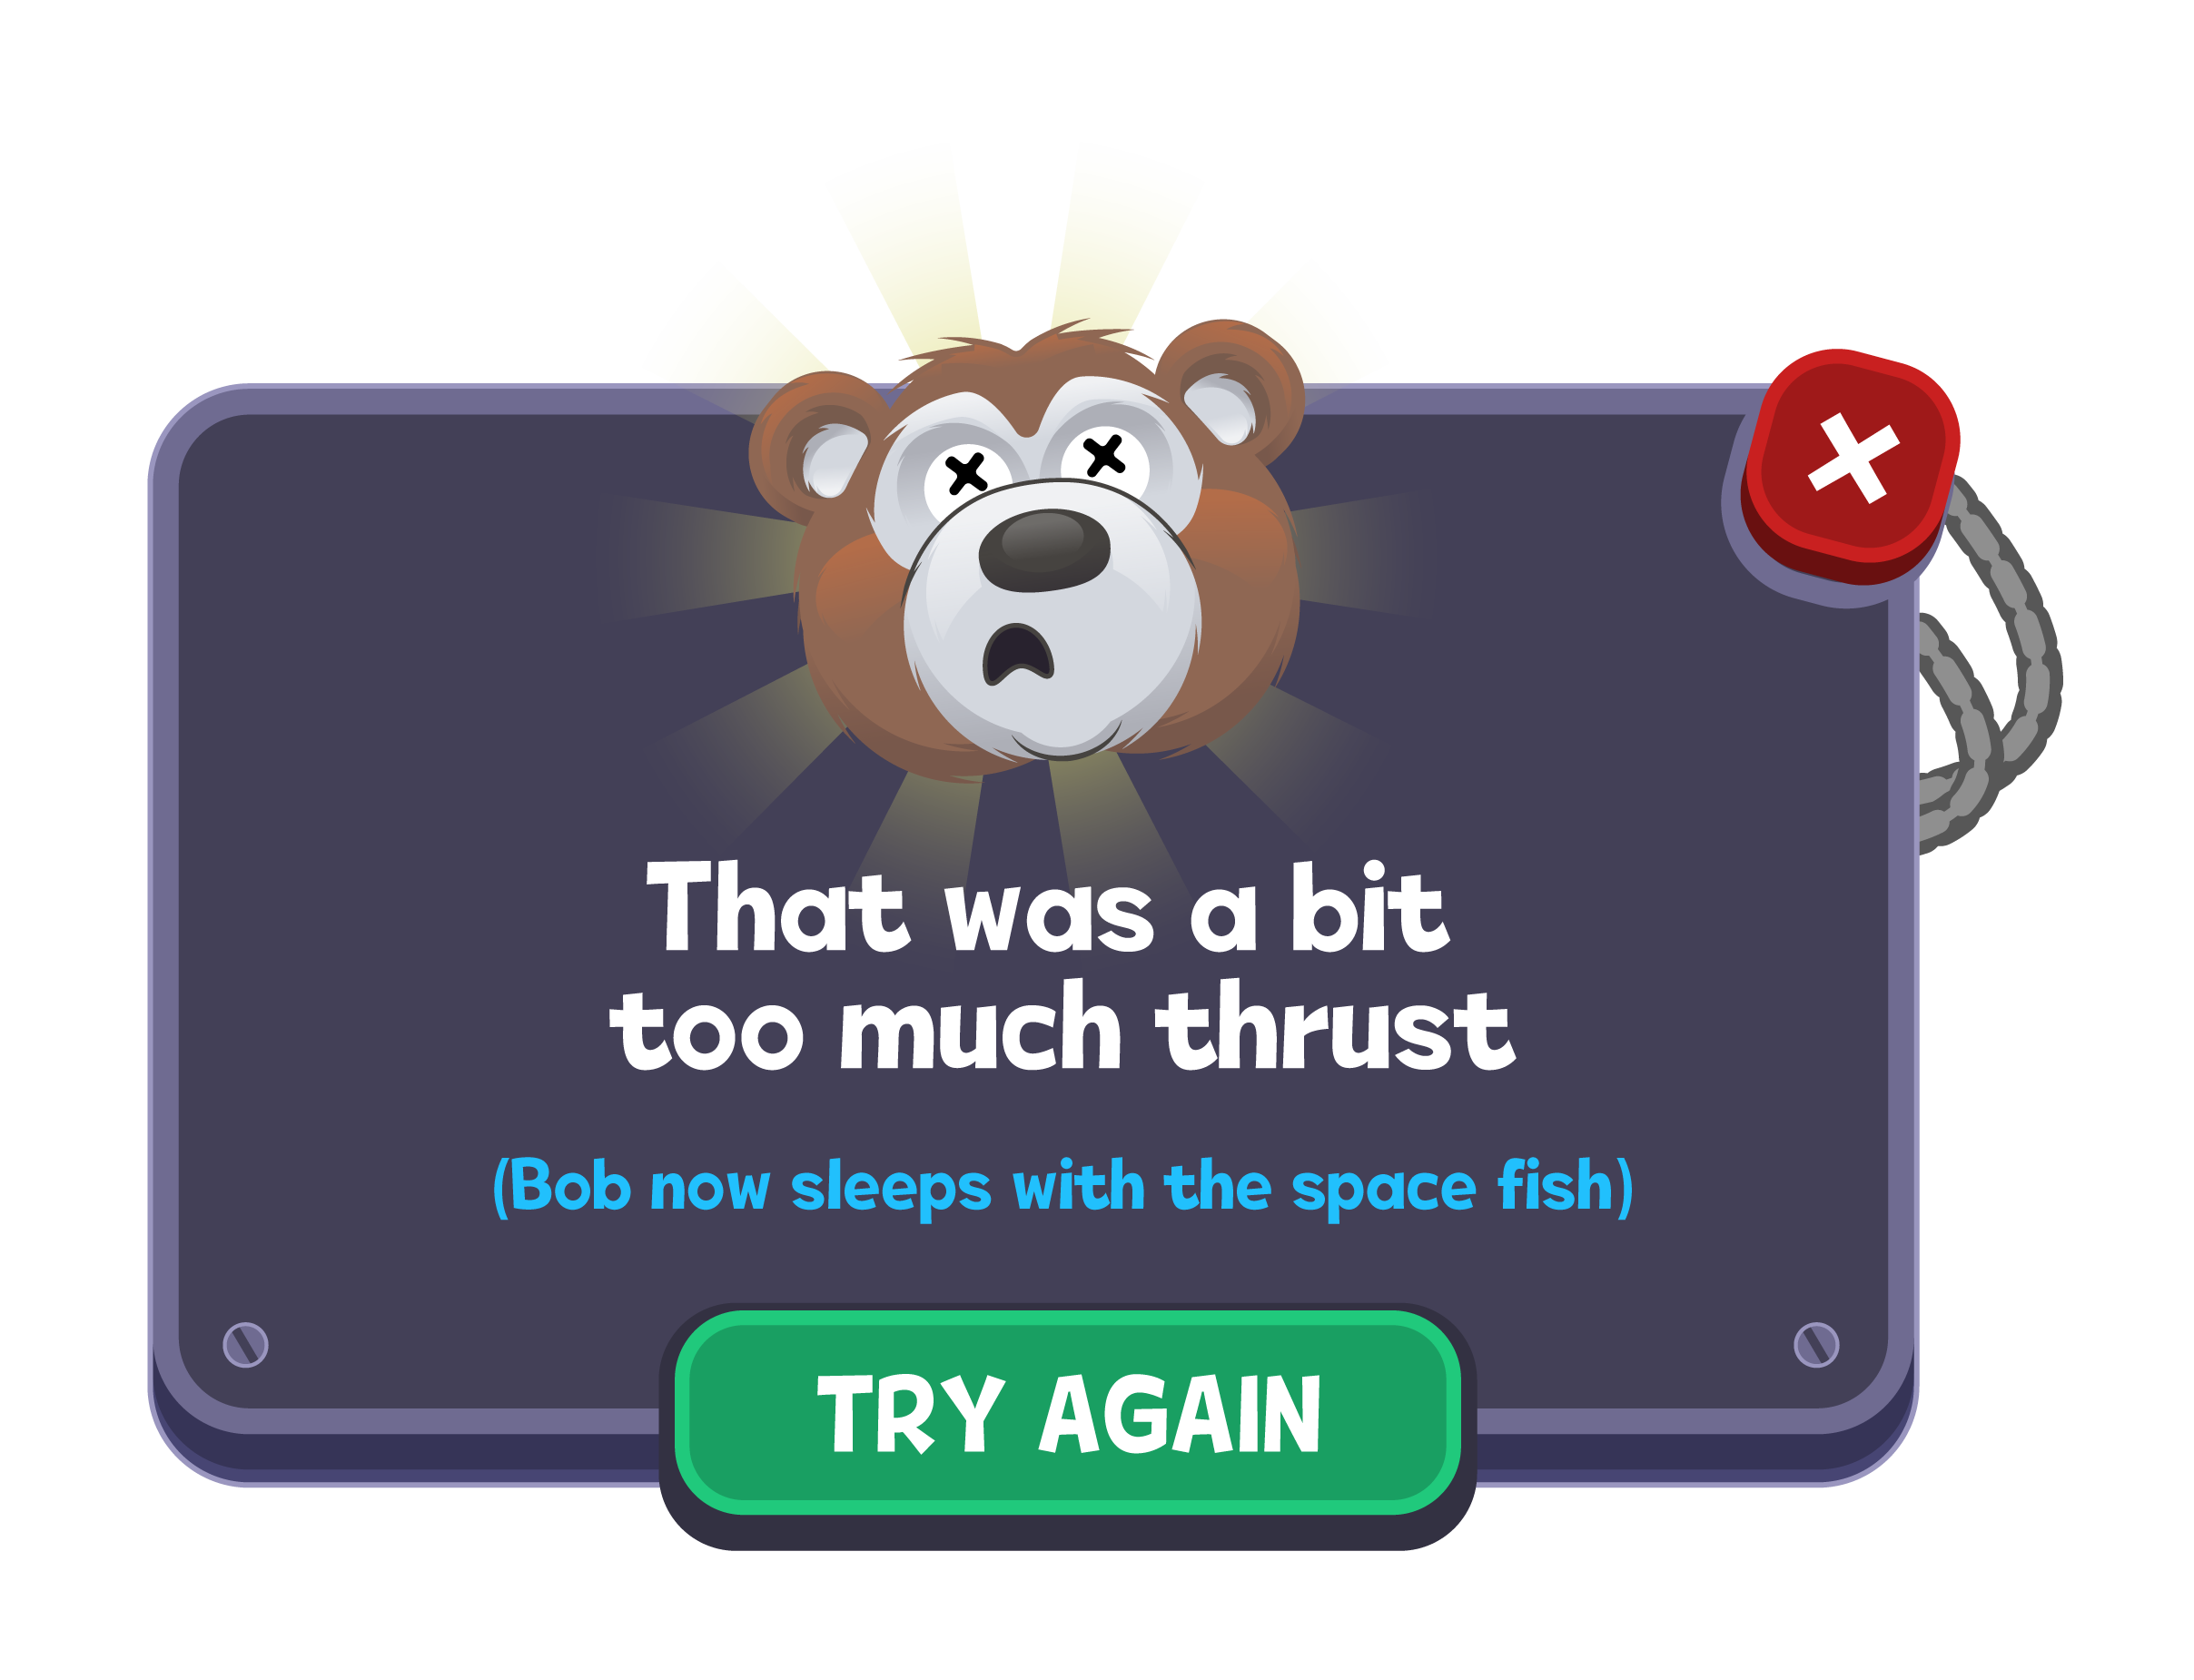 That was a bit
too much thrust
(Bob now sleeps with the space fish)
TRY AGAIN